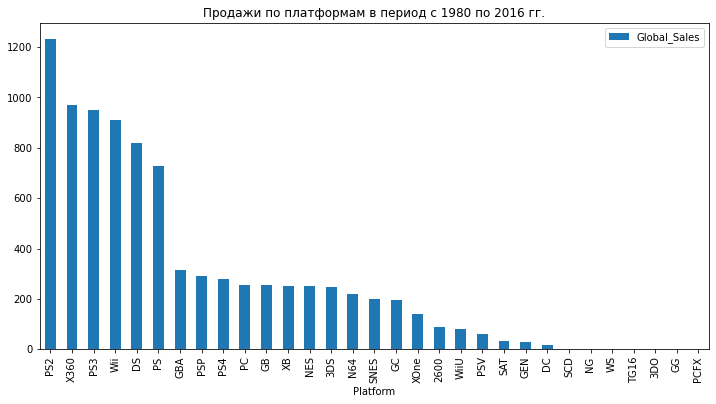 Продажи по платформам в период с 1980 по 2016 гг.
Global_Sales
1200
1000
800
600
400
200
0
PS2
X360
PS3
Wii
DS
PS
GBA
PSP
PS4
PC
GB
XB
NES
3DS
N64
SNES
GC
XOne
2600
WiiU
PSV
SAT
GEN
DC
SCD
NG
WS
TG16
3DO
GG
PCFX
Platform